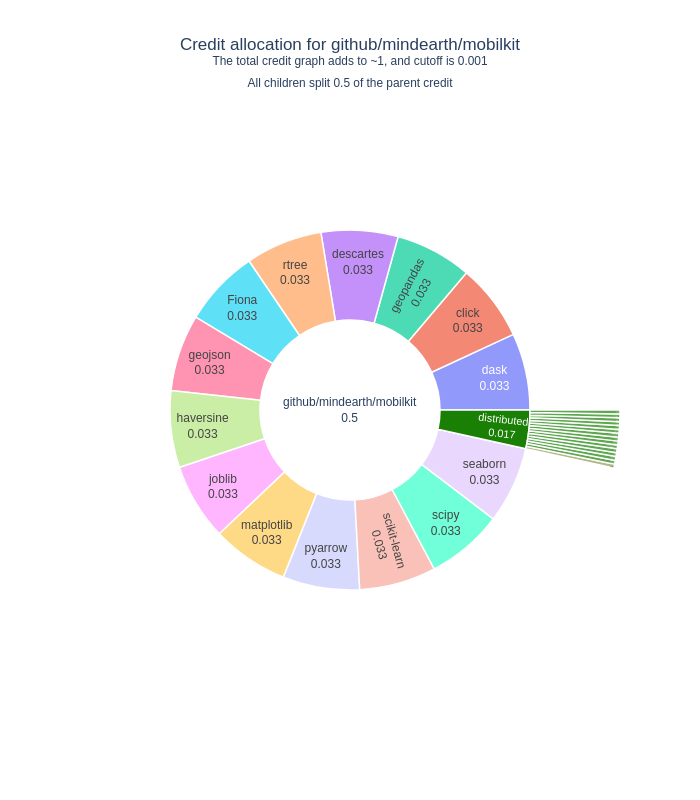 Credit allocation for github/mindearth/mobilkit
The total credit graph adds to ~1, and cutoff is 0.001
All children split 0.5 of the parent credit
descartes
0.033
geopandas
0.033
click
0.033
dask
0.033
distributed
0.017
seaborn
0.033
scipy
0.033
scikit-learn
0.033
pyarrow
0.033
matplotlib
0.033
joblib
0.033
haversine
0.033
geojson
0.033
Fiona
0.033
rtree
0.033
github/mindearth/mobilkit
0.5